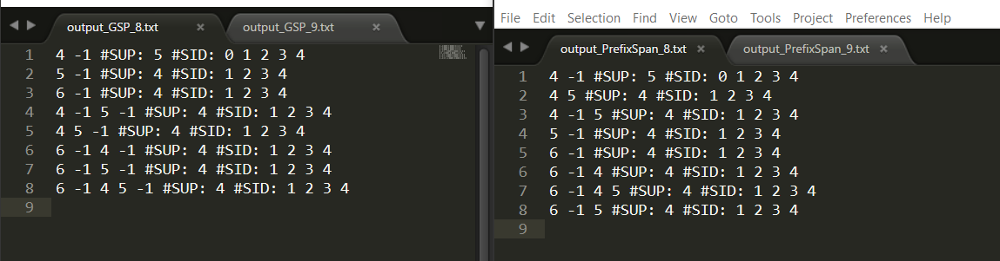 output_GSP_8.txt × output_GSP_9.txt ×
1 4 -1 #SUP: 5 #SID: 0 1 2 3 4
2 5 -1 #SUP: 4 #SID: 1 2 3 4
3 6 -1 #SUP: 4 #SID: 1 2 3 4
4 4 -1 5 -1 #SUP: 4 #SID: 1 2 3 4
5 4 5 -1 #SUP: 4 #SID: 1 2 3 4
6 6 -1 4 -1 #SUP: 4 #SID: 1 2 3 4
7 6 -1 5 -1 #SUP: 4 #SID: 1 2 3 4
8 6 -1 4 5 -1 #SUP: 4 #SID: 1 2 3 4
9
File Edit Selection Find View Goto Tools Project Preferences Help
output_PrefixSpan_8.txt × output_PrefixSpan_9.txt ×
1 4 -1 #SUP: 5 #SID: 0 1 2 3 4
2 4 5 #SUP: 4 #SID: 1 2 3 4
3 4 -1 5 #SUP: 4 #SID: 1 2 3 4
4 5 -1 #SUP: 4 #SID: 1 2 3 4
5 6 -1 #SUP: 4 #SID: 1 2 3 4
6 6 -1 4 #SUP: 4 #SID: 1 2 3 4
7 6 -1 4 5 #SUP: 4 #SID: 1 2 3 4
8 6 -1 5 #SUP: 4 #SID: 1 2 3 4
9